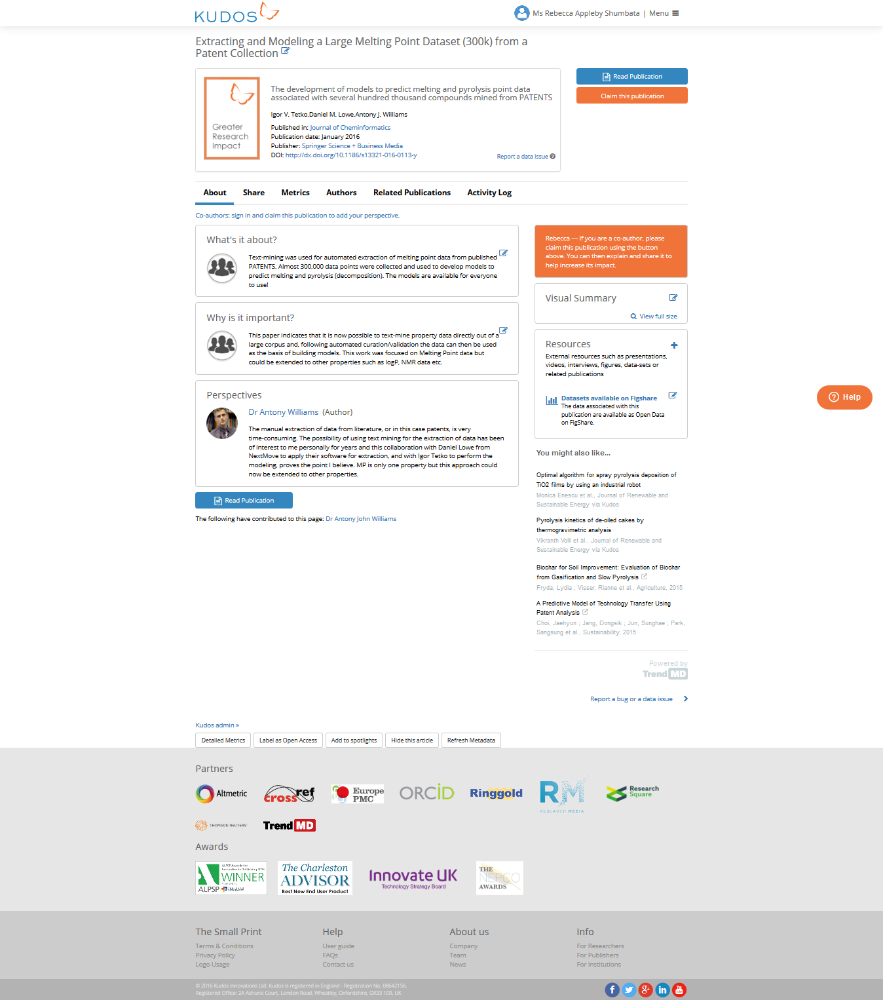 KUDOS
Ms Rebecca Appleby Shumbata | Menu
Extracting and Modeling a Large Melting Point Dataset (300k) from a
Patent Collection
Greater
Research
Impact
The development of models to predict melting and pyrolysis point data
associated with several hundred thousand compounds mined from PATENTS
Igor V. Tetko,Daniel M. Lowe,Antony J. Williams
Published in: Journal of Cheminformatics
Publication date: January 2016
Publisher: Springer Science + Business Media
DOI: http://dx.doi.org/10.1186/s13321-016-0113-y
Report a data issue
Read Publication
Claim this publication
About Share Metrics Authors Related Publications Activity Log
Co-authors: sign in and claim this publication to add your perspective.
What's it about?
Text-mining was used for automated extraction of melting point data from published
PATENTS. Almost 300,000 data points were collected and used to develop models to
predict melting and pyrolysis (decomposition). The models are available for everyone
to use!
Why is it important?
This paper indicates that it is now possible to text-mine property data directly out of a
large corpus and, following automated curation/validation the data can then be used
as the basis of building models. This work was focused on Melting Point data but
could be extended to other properties such as logP, NMR data etc.
Perspectives
Dr Antony Williams (Author)
The manual extraction of data from literature, or in this case patents, is very
time-consuming. The possibility of using text mining for the extraction of data has been
of interest to me personally for years and this collaboration with Daniel Lowe from
NextMove to apply their software for extraction, and with Igor Tetko to perform the
modeling, proves the point I believe. MP is only one property but this approach could
now be extended to other properties.
Read Publication
The following have contributed to this page: Dr Antony John Williams
Rebecca — If you are a co-author, please
claim this publication using the button
above. You can then explain and share it to
help increase its impact.
Visual Summary
View full size
Resources
External resources such as presentations,
videos, interviews, figures, data-sets or
related publications
Datasets available on Figshare
The data associated with this
publication are available as Open Data
on FigShare.
Help
You might also like...
Optimal algorithm for spray pyrolysis deposition of
TiO2 films by using an industrial robot
Monica Enescu et al., Journal of Renewable and
Sustainable Energy via Kudos
Pyrolysis kinetics of de-oiled cakes by
thermogravimetric analysis
Vikranth Volli et al., Journal of Renewable and
Sustainable Energy via Kudos
Biochar for Soil Improvement: Evaluation of Biochar
from Gasification and Slow Pyrolysis
Fryda, Lydia ; Visser, Rianne et al., Agriculture, 2015
A Predictive Model of Technology Transfer Using
Patent Analysis
Choi, Jaehyun ; Jang, Dongsik ; Jun, Sunghae ; Park,
Sangsung et al., Sustainability, 2015
Powered by
Trend MD
Report a bug or a data issue
Kudos admin »
Detailed Metrics Label as Open Access Add to spotlights Hide this article Refresh Metadata
Partners
Altmetric
crossref
Europe
PMC
ORCID
Ringgold
RM
RESEARCH MEDIA
Research
Square
THOMSON REUTERS
Trend MD
Awards
ALPSP Awards for
Innovation in Publishing 2015
WINNER
ALPSP
The Charleston
ADVISOR
Best New End User Product
Innovate UK
Technology Strategy Board
THE
NEPCO
AWARDS
The Small Print
Terms & Conditions
Privacy Policy
Logo Usage
Help
User guide
FAQs
Contact us
About us
Company
Team
News
Info
For Researchers
For Publishers
For Institutions
© 2016 Kudos Innovations Ltd. Kudos is registered in England - Registration No. 08642156.
Registered Office: 2A Ashurst Court, London Road, Wheatley, Oxfordshire, OX33 1ER, UK